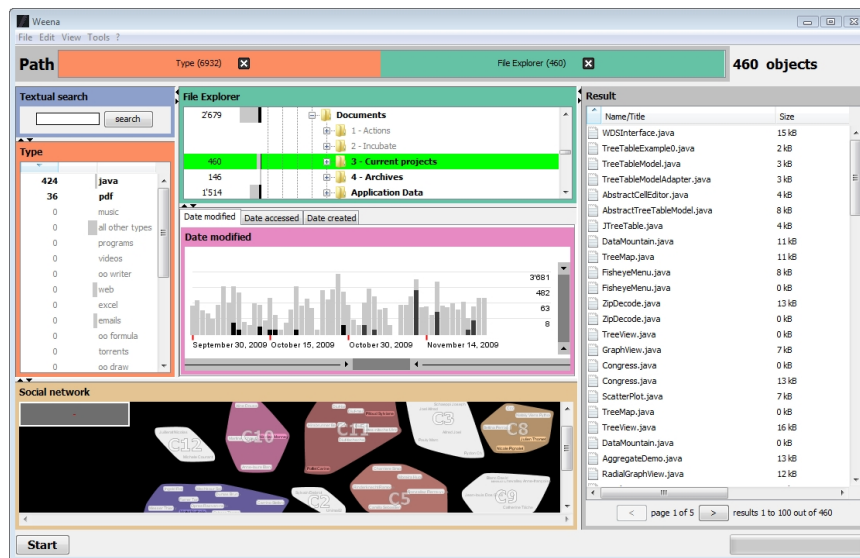 Weena
File Edit View Tools ?
Path
Type (6932)
File Explorer (460)
460 objects
Textual search
search
Type
424 java
36 pdf
0 music
0 all other types
0 programs
0 videos
0 oo writer
0 web
0 excel
0 emails
0 oo formula
0 torrents
0 oo draw
File Explorer
2'679 Documents
1 - Actions
2 - Incubate
460 3 - Current projects
146 4 - Archives
1'514 Application Data
Date modified Date accessed Date created
Date modified
3'681
482
63
8
September 30, 2009 October 15, 2009 October 30, 2009 November 14, 2009
Social network
-
C12
C10
C11
C3
C8
C2
C5
C9
Result
Name/Title Size
WDSInterface.java 15 kB
TreeTableExample0.java 2 kB
TreeTableModel.java 3 kB
TreeTableModelAdapter.java 3 kB
AbstractCellEditor.java 4 kB
AbstractTreeTableModel.java 8 kB
JTreeTable.java 4 kB
DataMountain.java 11 kB
TreeMap.java 11 kB
FisheyeMenu.java 8 kB
FisheyeMenu.java 0 kB
ZipDecode.java 13 kB
ZipDecode.java 0 kB
TreeView.java 0 kB
GraphView.java 7 kB
Congress.java 0 kB
Congress.java 13 kB
ScatterPlot.java 7 kB
TreeMap.java 0 kB
TreeView.java 16 kB
DataMountain.java 0 kB
AggregateDemo.java 13 kB
RadialGraphView.java 12 kB
< page 1 of 5 > results 1 to 100 out of 460
Start